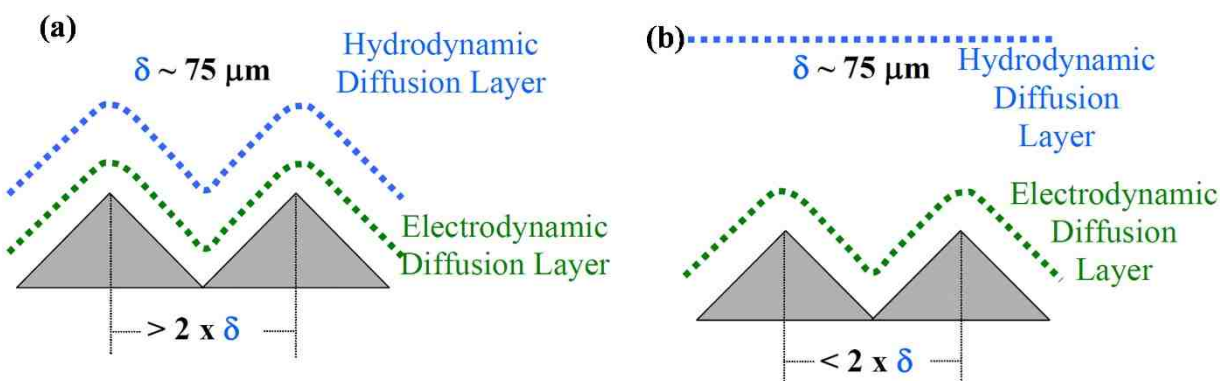 (a)
δ ~ 75 μm
Hydrodynamic
Diffusion Layer
Electrodynamic
Diffusion Layer
> 2 x δ
(b)
δ ~ 75 μm
Hydrodynamic
Diffusion
Layer
Electrodynamic
Diffusion
Layer
< 2 x δ